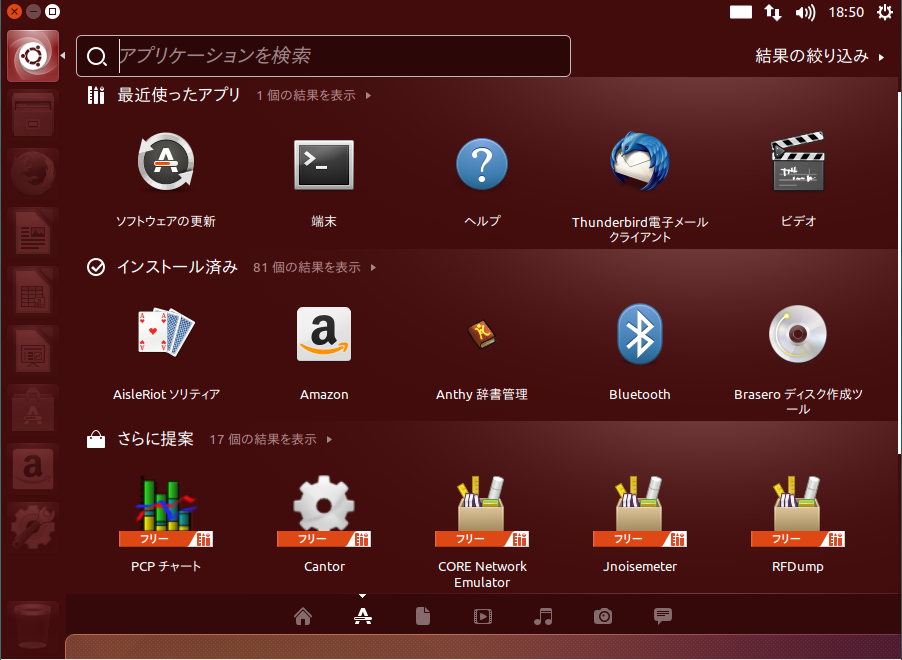 18:50
アプリケーションを検索
結果の絞り込み
最近使ったアプリ 1 個の結果を表示
ソフトウェアの更新
端末
ヘルプ
Thunderbird電子メール
クライアント
ビデオ
インストール済み 81 個の結果を表示
AisleRiot ソリティア
Amazon
Anthy 辞書管理
Bluetooth
Brasero ディスク作成ツ
ール
さらに提案 17 個の結果を表示
フリー
フリー
フリー
フリー
フリー
PCP チャート
Cantor
CORE Network
Emulator
Jnoisemeter
RFDump